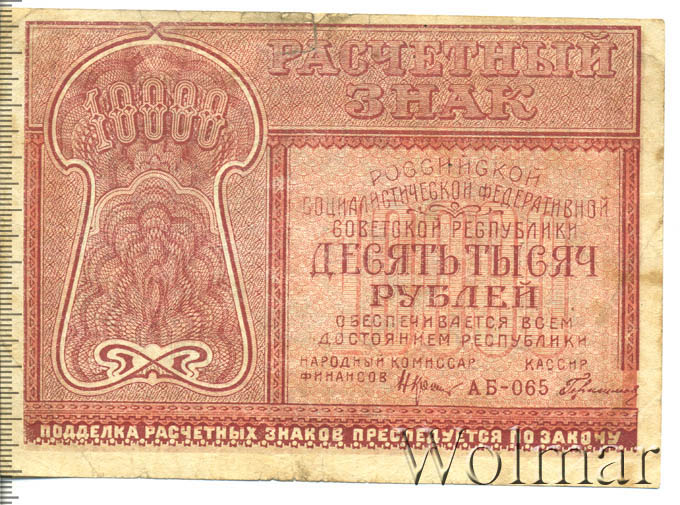 10000
РАСЧЕТНЫЙ
ЗНАК
РОССИЙСКОЙ
СОЦИАЛИСТИЧЕСКОЙ ФЕДЕРАТИВНОЙ
СОВЕТСКОЙ РЕСПУБЛИКИ
ДЕСЯТЬ ТЫСЯЧ
РУБЛЕЙ
ОБЕСПЕЧИВАЕТСЯ ВСЕМ
ДОСТОЯНИЕМ РЕСПУБЛИКИ
НАРОДНЫЙ КОМИССАР КАССИР
ФИНАНСОВ АБ-065
ПОДДЕЛКА РАСЧЕТНЫХ ЗНАКОВ ПРЕСЛЕДУЕТСЯ ПО ЗАКОНУ
Wolmar